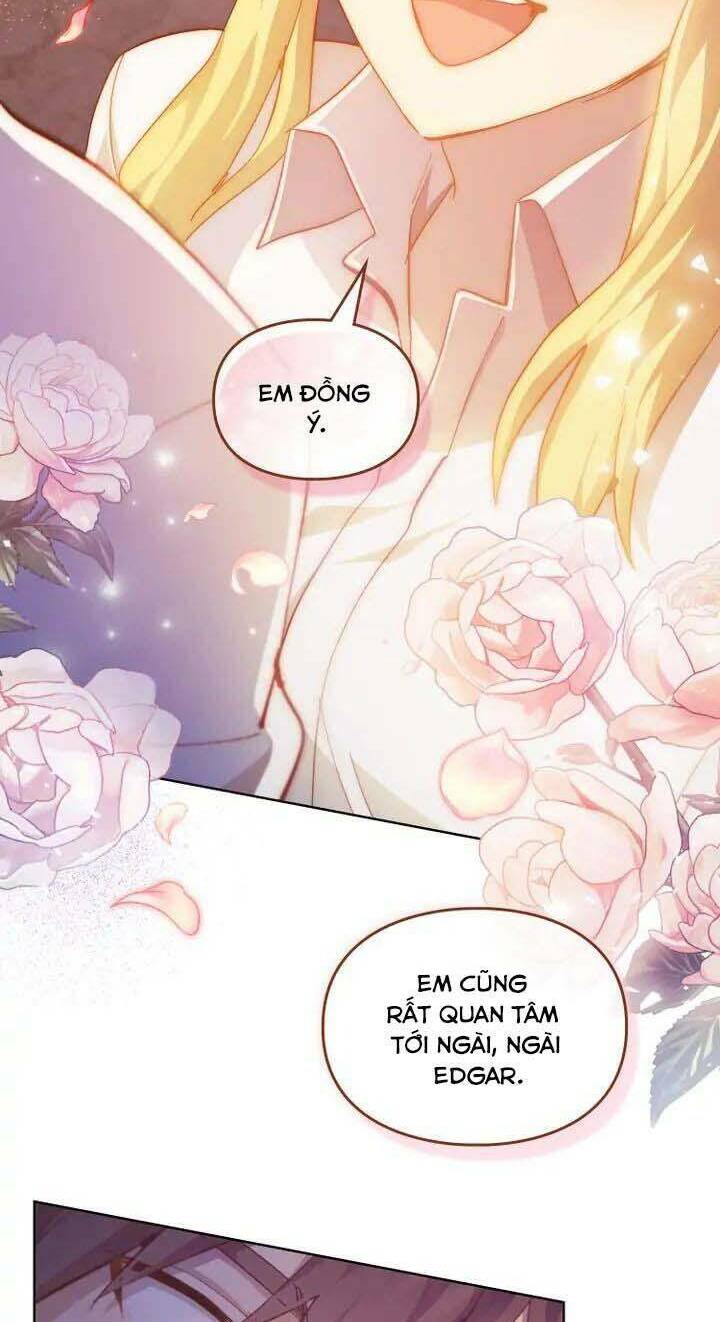 EM ĐỒNG
Ý.
EM CŨNG
RẤT QUAN TÂM
TỚI NGÀI, NGÀI
EDGAR.